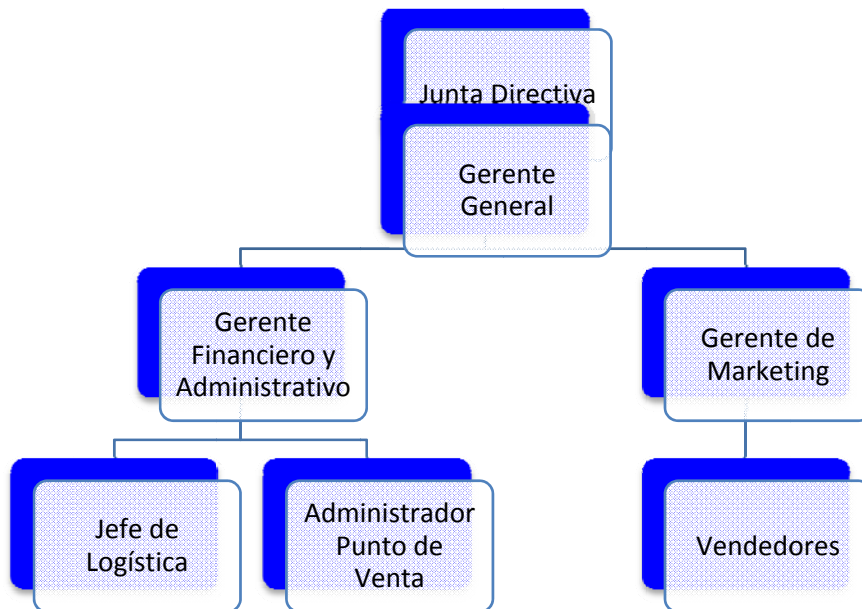 Junta Directiva
Gerente
General
Gerente
Financiero y
Administrativo
Gerente de
Marketing
Jefe de
Logística
Administrador
Punto de
Venta
Vendedores